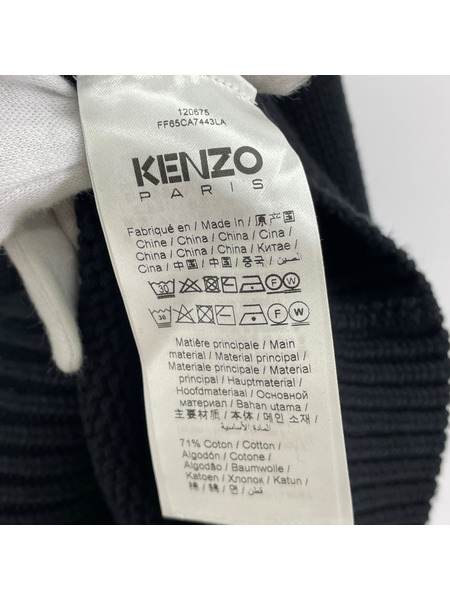 120675
FF65CA7443LA
KENZO
PARIS
Fabriqué en / Made in / 原产国
Chine / China / China / Cina /
China / China / China / Китае /
Cina / 中国 / 中国 / 중국 / الصين
30 F W
30 F W
Matière principale / Main
material / Material principal /
Materiale principale / Material
principal / Hauptmaterial /
Hoofdmateriaal / Основной
материал / Bahan utama /
主要材质 / 本体 / 메인 소재 /
المادة الأساسية
71% Coton / Cotton /
Algodón / Cotone /
Algodão / Baumwolle /
Katoen / Хлопок / Katun /
棉 / 綿 / 면 / قطن